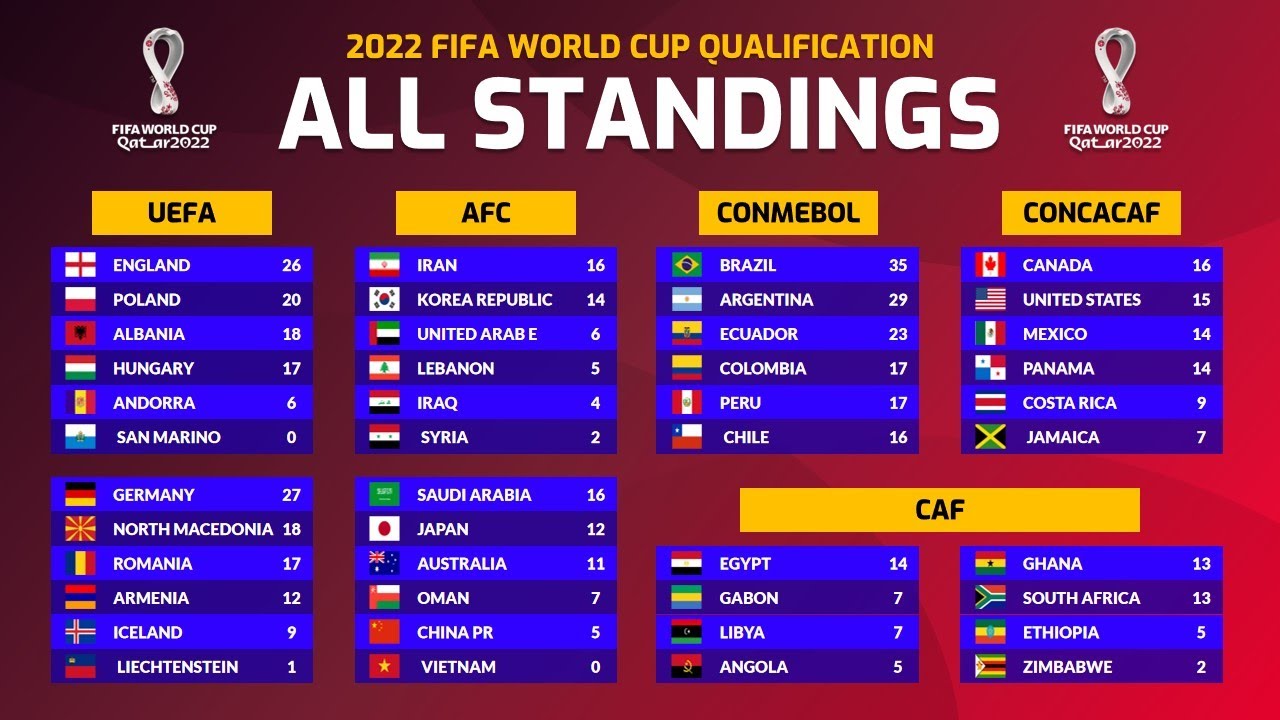 2022 FIFA WORLD CUP QUALIFICATION
ALL STANDINGS
FIFA WORLD CUP
Qatar2022
FIFA WORLD CUP
Qatar2022
UEFA
ENGLAND 26
POLAND 20
ALBANIA 18
HUNGARY 17
ANDORRA 6
SAN MARINO 0
GERMANY 27
NORTH MACEDONIA 18
ROMANIA 17
ARMENIA 12
ICELAND 9
LIECHTENSTEIN 1
AFC
IRAN 16
KOREA REPUBLIC 14
UNITED ARAB E 6
LEBANON 5
IRAQ 4
SYRIA 2
SAUDI ARABIA 16
JAPAN 12
AUSTRALIA 11
OMAN 7
CHINA PR 5
VIETNAM 0
CONMEBOL
BRAZIL 35
ARGENTINA 29
ECUADOR 23
COLOMBIA 17
PERU 17
CHILE 16
CONCACAF
CANADA 16
UNITED STATES 15
MEXICO 14
PANAMA 14
COSTA RICA 9
JAMAICA 7
CAF
EGYPT 14
GABON 7
LIBYA 7
ANGOLA 5
GHANA 13
SOUTH AFRICA 13
ETHIOPIA 5
ZIMBABWE 2